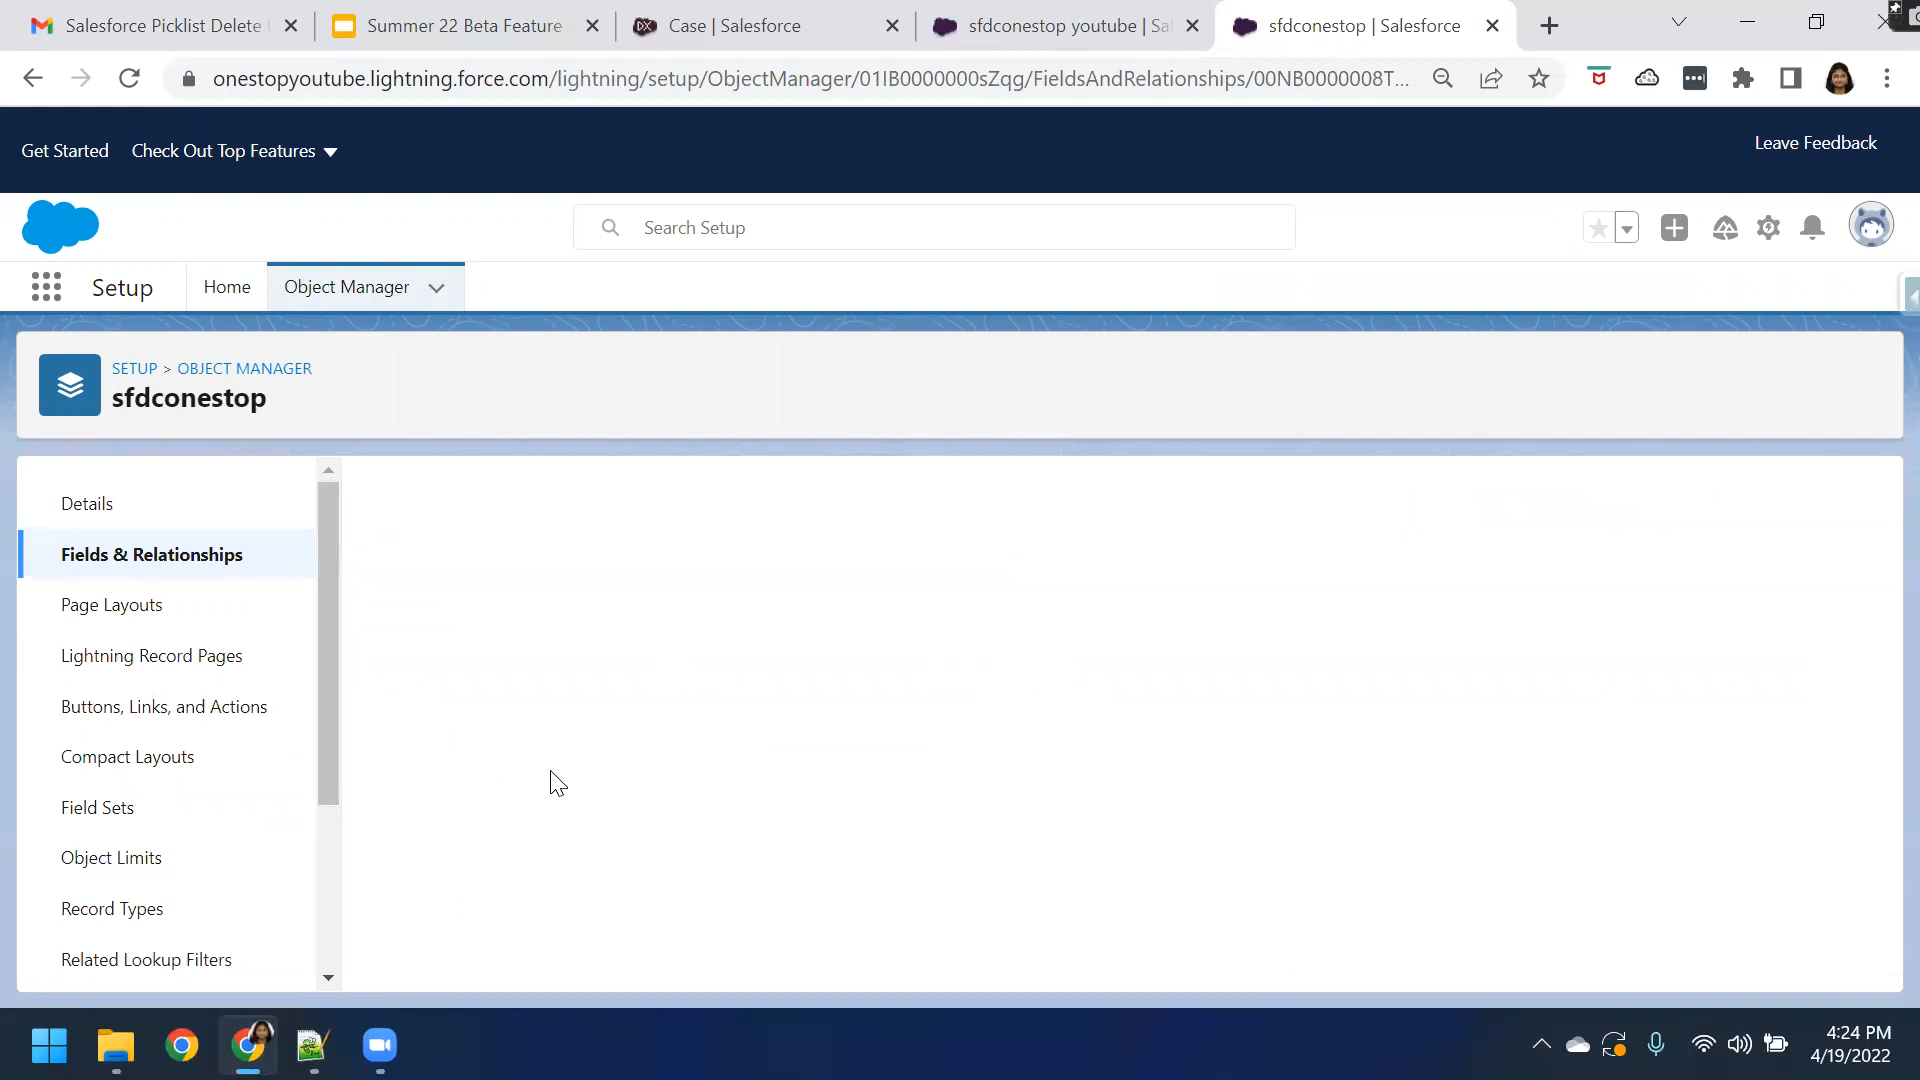 Salesforce Picklist Delete
Summer 22 Beta Feature
DX
Case | Salesforce
sfdconestop youtube | Sa
sfdconestop | Salesforce
onestopyoutube.lightning.force.com/lightning/setup/ObjectManager/01IB0000000sZqg/FieldsAndRelationships/00NB0000008T...
Get Started
Check Out Top Features
Leave Feedback
Search Setup
Setup
Home
Object Manager
SETUP > OBJECT MANAGER
sfdconestop
Details
Fields & Relationships
Page Layouts
Lightning Record Pages
Buttons, Links, and Actions
Compact Layouts
Field Sets
Object Limits
Record Types
Related Lookup Filters
4:24 PM
4/19/2022